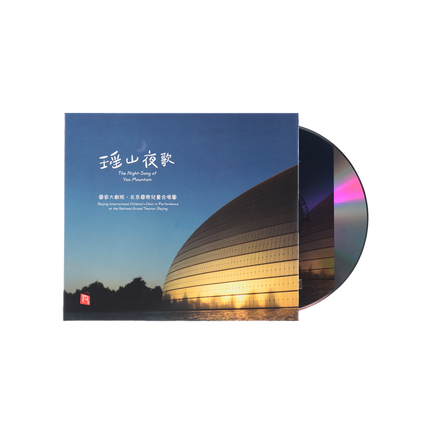 瑶山夜歌
The Night-Song of
Yao Mountain
國家大劇院·北京國際兒童合唱團
Beijing International Children's Choir in Performance
at the National Grand Theater Beijing